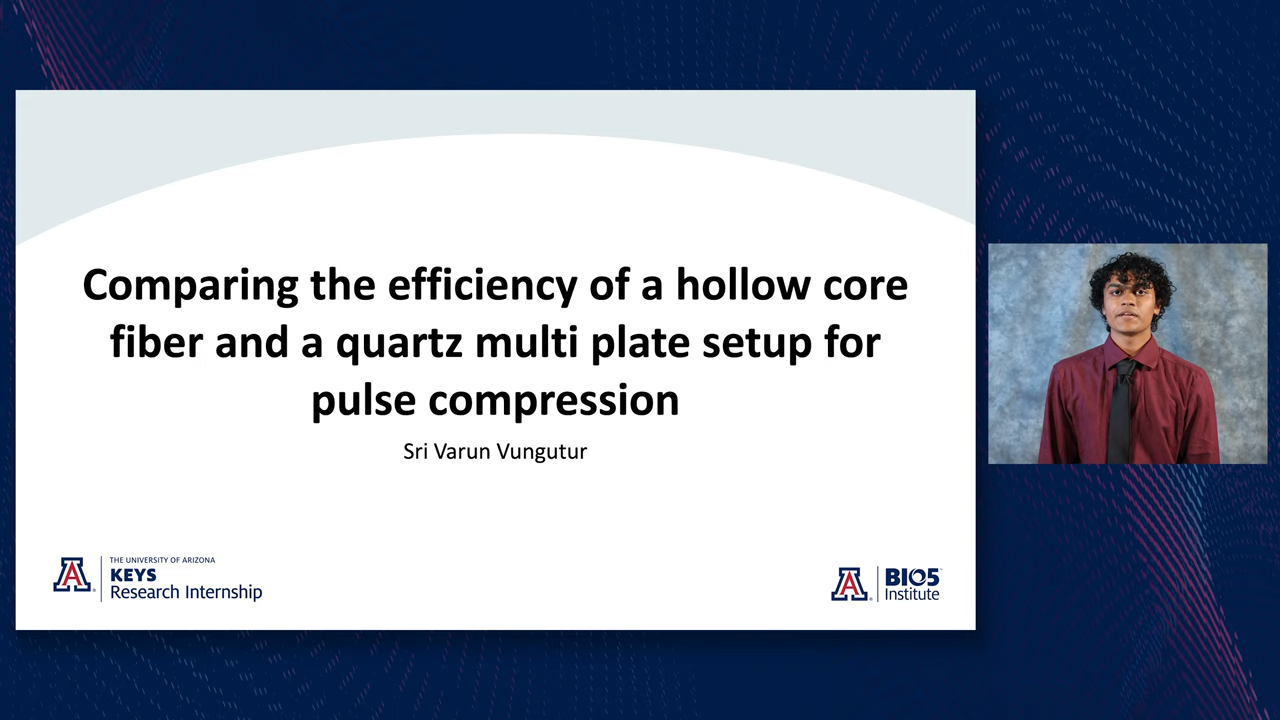 Comparing the efficiency of a hollow core
fiber and a quartz multi plate setup for
pulse compression
Sri Varun Vungutur
THE UNIVERSITY OF ARIZONA
KEYS
Research Internship
A
BIO5
Institute